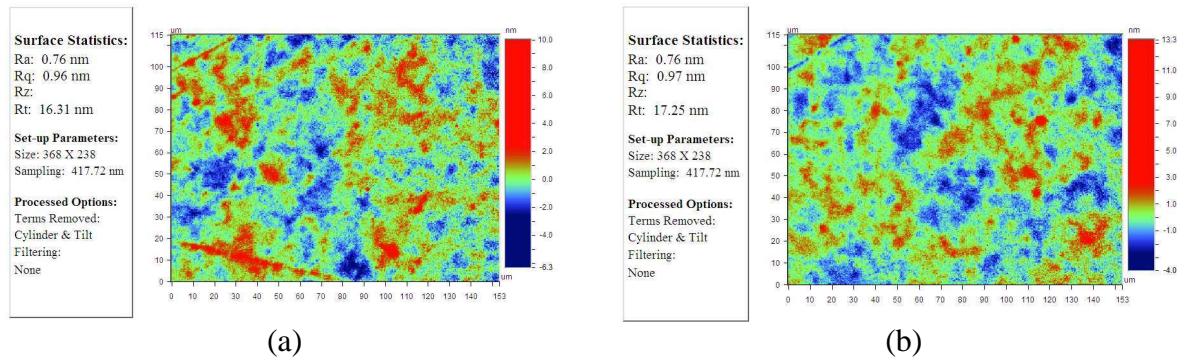 Surface Statistics:
Ra: 0.76 nm
Rq: 0.96 nm
Rz:
Rt: 16.31 nm
Set-up Parameters:
Size: 368 X 238
Sampling: 417.72 nm
Processed Options:
Terms Removed:
Cylinder & Tilt
Filtering:
None
um
115
100
90
80
70
60
50
40
30
20
10
0
0 10 20 30 40 50 60 70 80 90 100 110 120 130 140 153
um
nm
10.0
8.0
6.0
4.0
2.0
0.0
-2.0
-4.0
-6.3
(a)
Surface Statistics:
Ra: 0.76 nm
Rq: 0.97 nm
Rz:
Rt: 17.25 nm
Set-up Parameters:
Size: 368 X 238
Sampling: 417.72 nm
Processed Options:
Terms Removed:
Cylinder & Tilt
Filtering:
None
um
115
100
90
80
70
60
50
40
30
20
10
0
0 10 20 30 40 50 60 70 80 90 100 110 120 130 140 153
um
nm
13.3
11.0
9.0
7.0
5.0
3.0
1.0
-1.0
-4.0
(b)